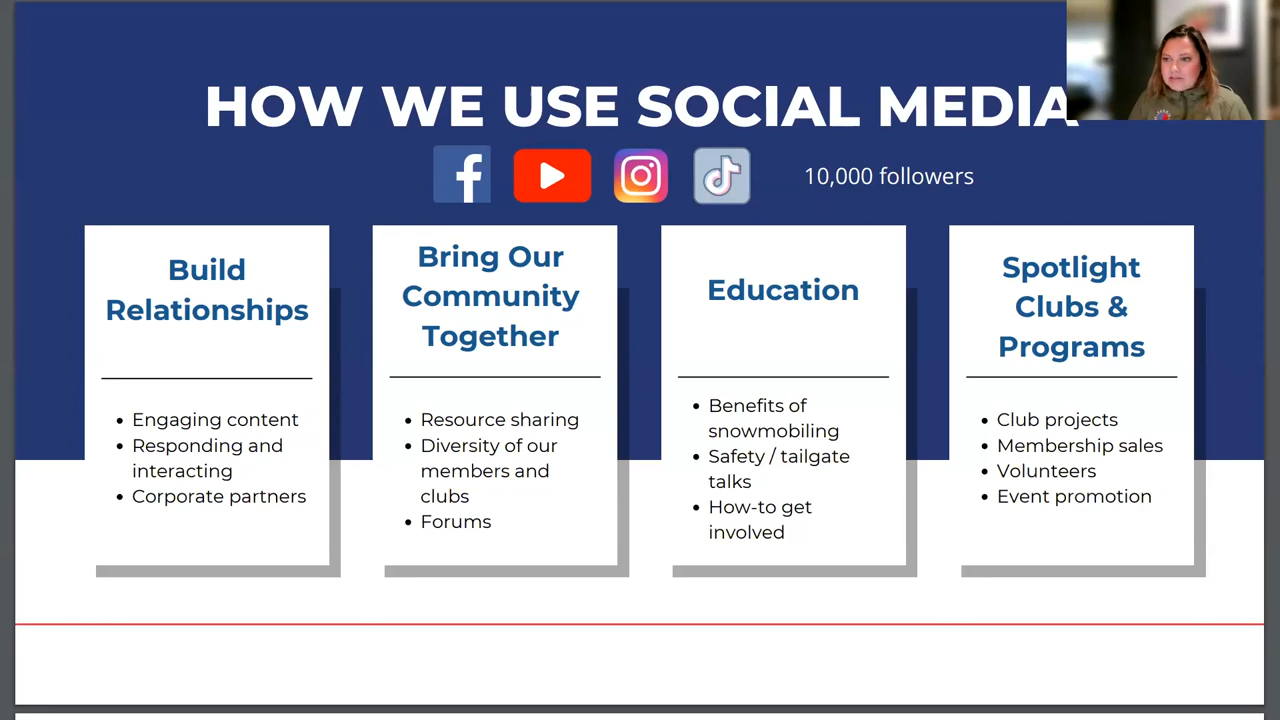 HOW WE USE SOCIAL MEDIA
10,000 followers
Build
Relationships
• Engaging content
• Responding and
interacting
• Corporate partners
Bring Our
Community
Together
• Resource sharing
• Diversity of our
members and
clubs
• Forums
Education
• Benefits of
snowmobiling
• Safety / tailgate
talks
• How-to get
involved
Spotlight
Clubs &
Programs
• Club projects
• Membership sales
• Volunteers
• Event promotion